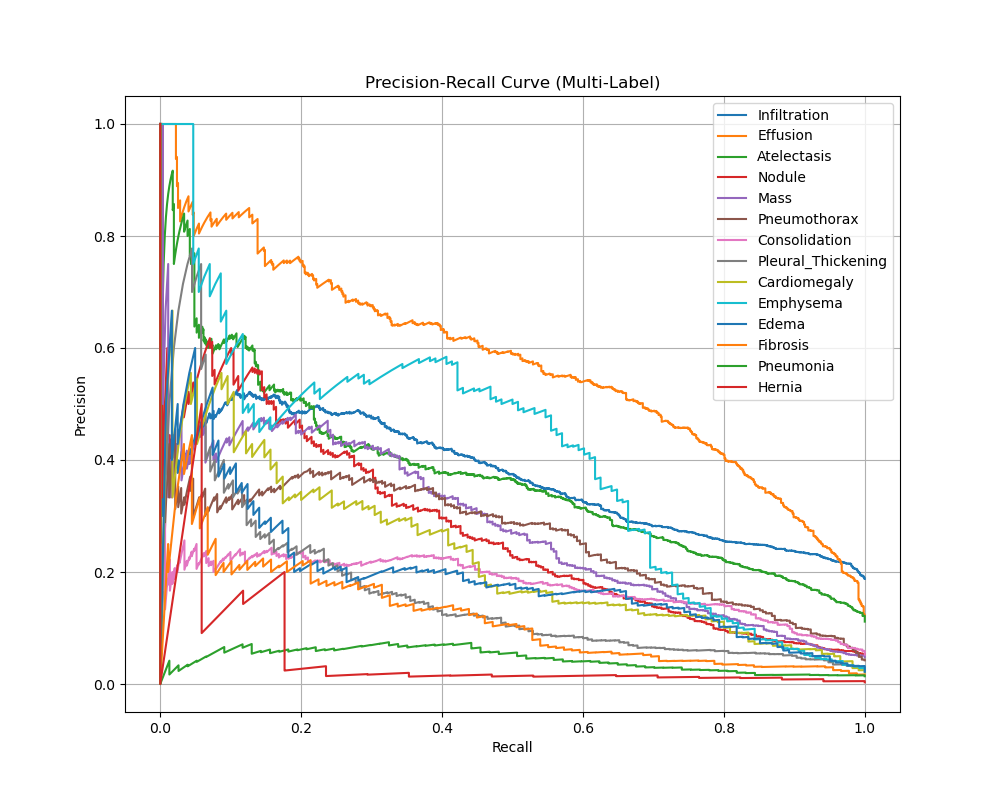 Precision-Recall Curve (Multi-Label)
Precision
1.0
0.8
0.6
0.4
0.2
0.0
0.0 0.2 0.4 0.6 0.8 1.0
Recall
Infiltration
Effusion
Atelectasis
Nodule
Mass
Pneumothorax
Consolidation
Pleural_Thickening
Cardiomegaly
Emphysema
Edema
Fibrosis
Pneumonia
Hernia